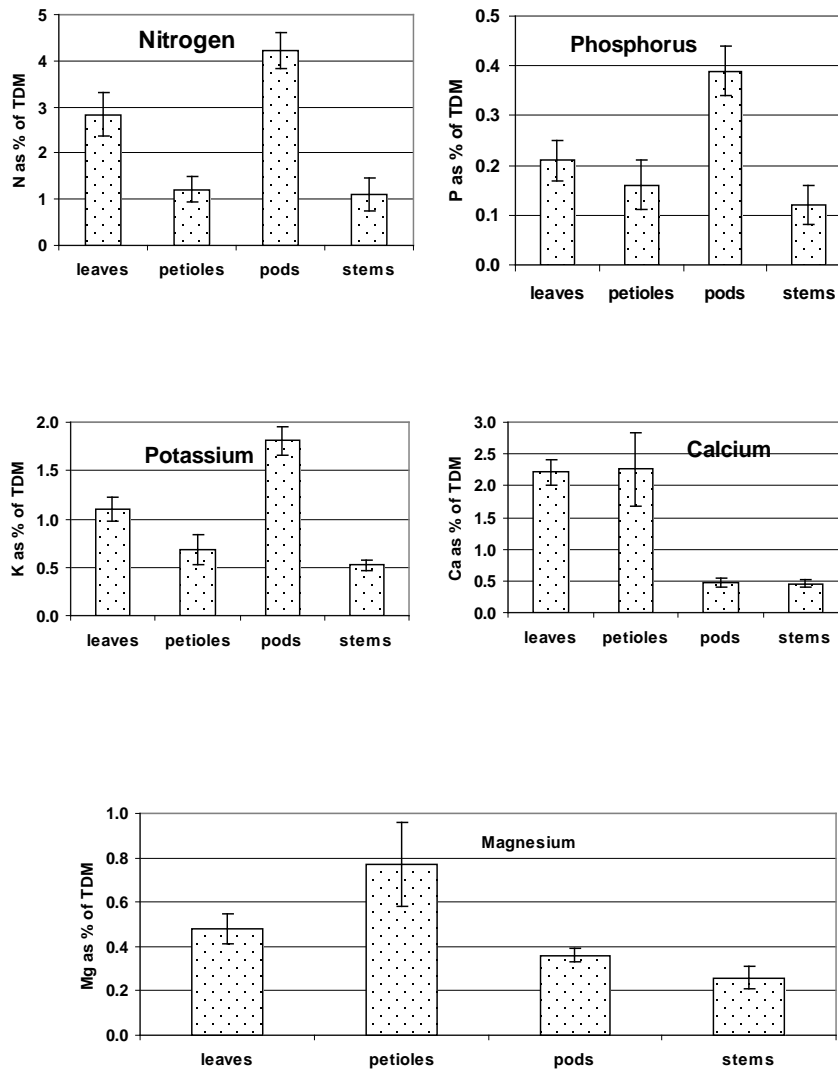 Nitrogen
N as % of TDM
5
4
3
2
1
0
leaves petioles pods stems
Phosphorus
P as % of TDM
0.5
0.4
0.3
0.2
0.1
0.0
leaves petioles pods stems
Potassium
K as % of TDM
2.0
1.5
1.0
0.5
0.0
leaves petioles pods stems
Calcium
Ca as % of TDM
3.0
2.5
2.0
1.5
1.0
0.5
0.0
leaves petioles pods stems
Magnesium
Mg as % of TDM
1.0
0.8
0.6
0.4
0.2
0.0
leaves petioles pods stems